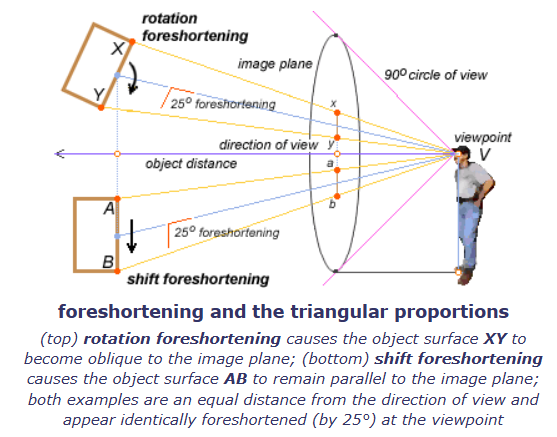 rotation
foreshortening
X
Y
image plane
90º circle of view
25º foreshortening
x
viewpoint
direction of view
y
V
object distance
a
A
b
25º foreshortening
B
shift foreshortening
foreshortening and the triangular proportions
(top) rotation foreshortening causes the object surface XY to
become oblique to the image plane; (bottom) shift foreshortening
causes the object surface AB to remain parallel to the image plane;
both examples are an equal distance from the direction of view and
appear identically foreshortened (by 25°) at the viewpoint